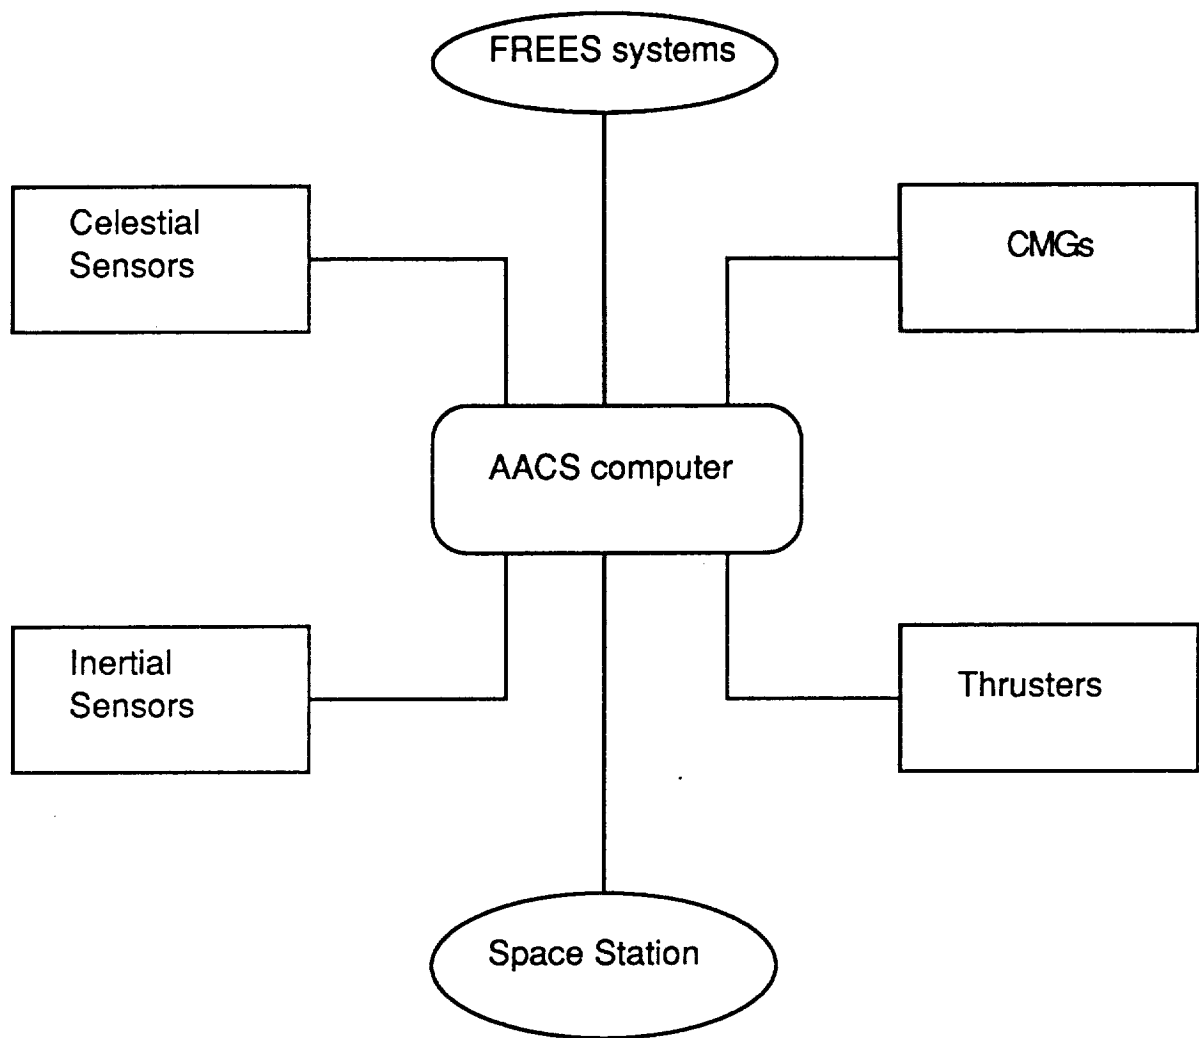 FREES systems
Celestial
Sensors
CMGs
AACS computer
Inertial
Sensors
Thrusters
Space Station